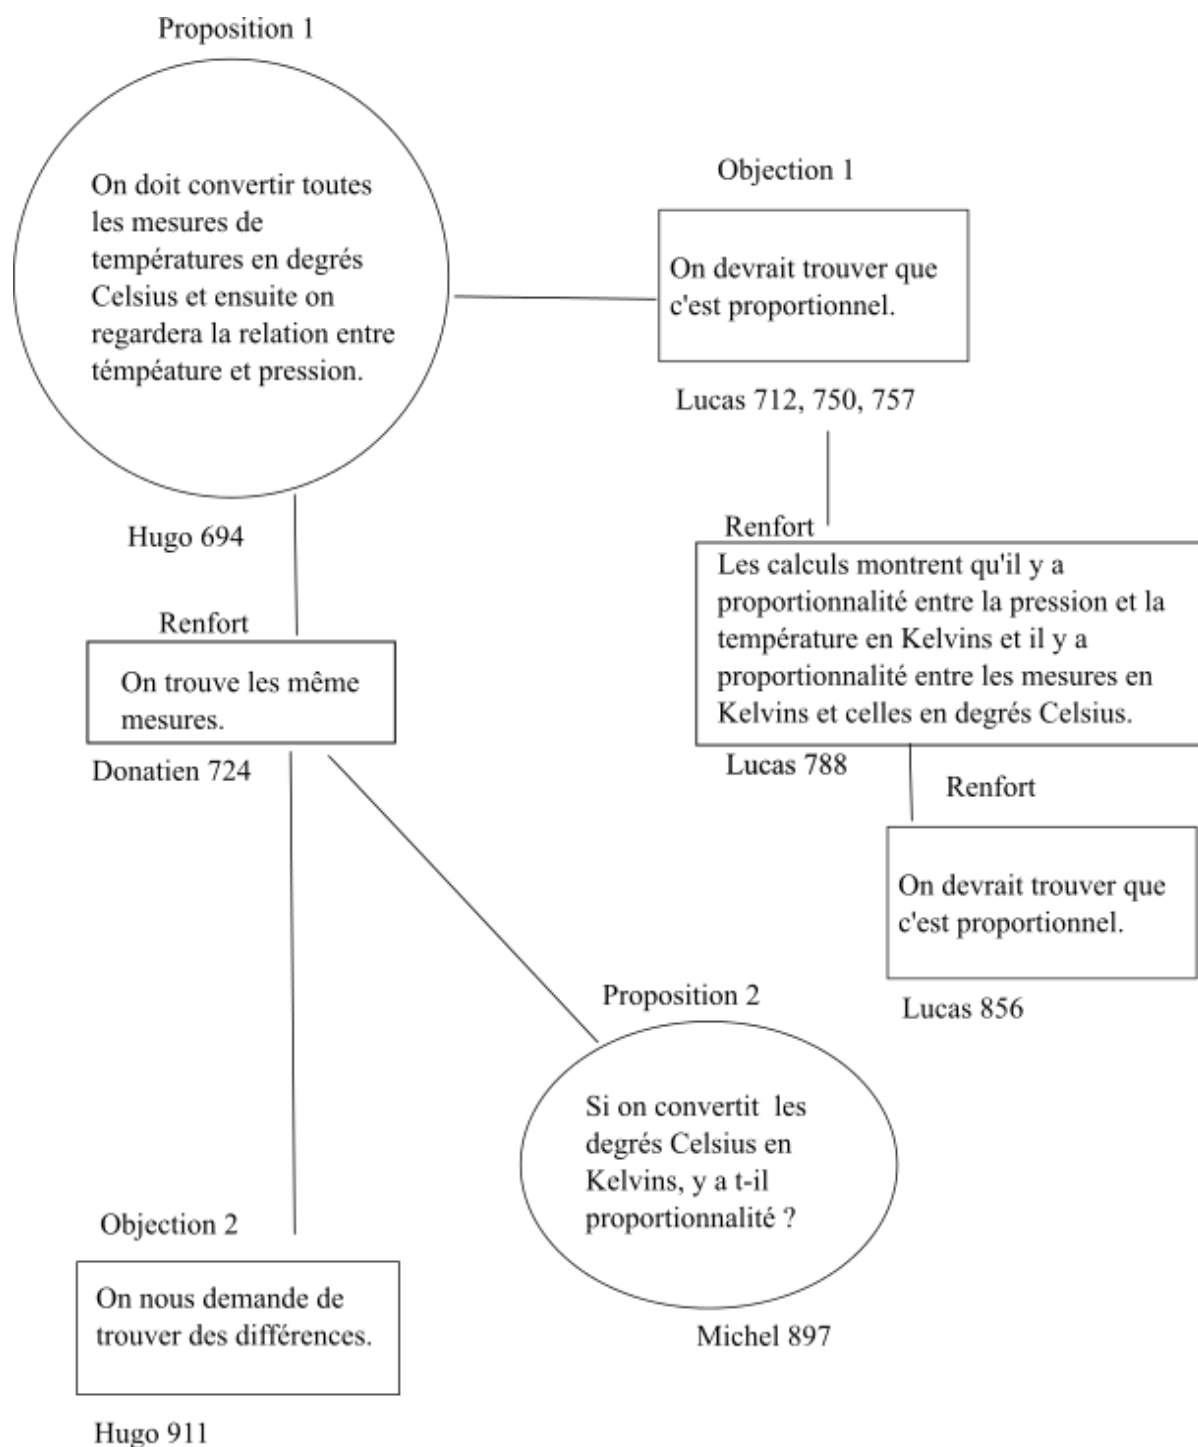 Proposition 1
On doit convertir toutes
les mesures de
températures en degrés
Celsius et ensuite on
regardera la relation entre
témpéature et pression.
Hugo 694
Objection 1
On devrait trouver que
c'est proportionnel.
Lucas 712, 750, 757
Renfort
Les calculs montrent qu'il y a
proportionnalité entre la pression et la
température en Kelvins et il y a
proportionnalité entre les mesures en
Kelvins et celles en degrés Celsius.
Lucas 788
Renfort
On devrait trouver que
c'est proportionnel.
Lucas 856
Renfort
On trouve les même
mesures.
Donatien 724
Proposition 2
Si on convertit les
degrés Celsius en
Kelvins, y a t-il
proportionnalité ?
Michel 897
Objection 2
On nous demande de
trouver des différences.
Hugo 911